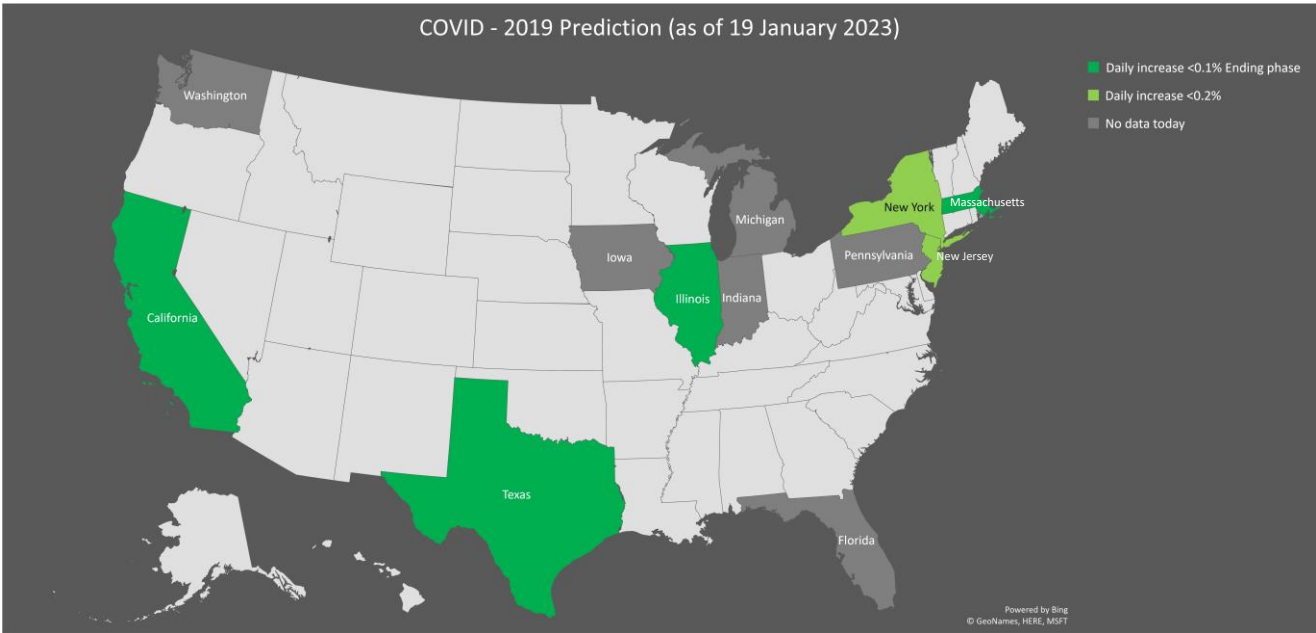 COVID - 2019 Prediction (as of 19 January 2023)
Daily increase <0.1% Ending phase
Daily increase <0.2%
No data today
Washington
Massachusetts
New York
Michigan
Pennsylvania
New Jersey
Iowa
Illinois
Indiana
California
Texas
Florida
Powered by Bing
© GeoNames, HERE, MSFT